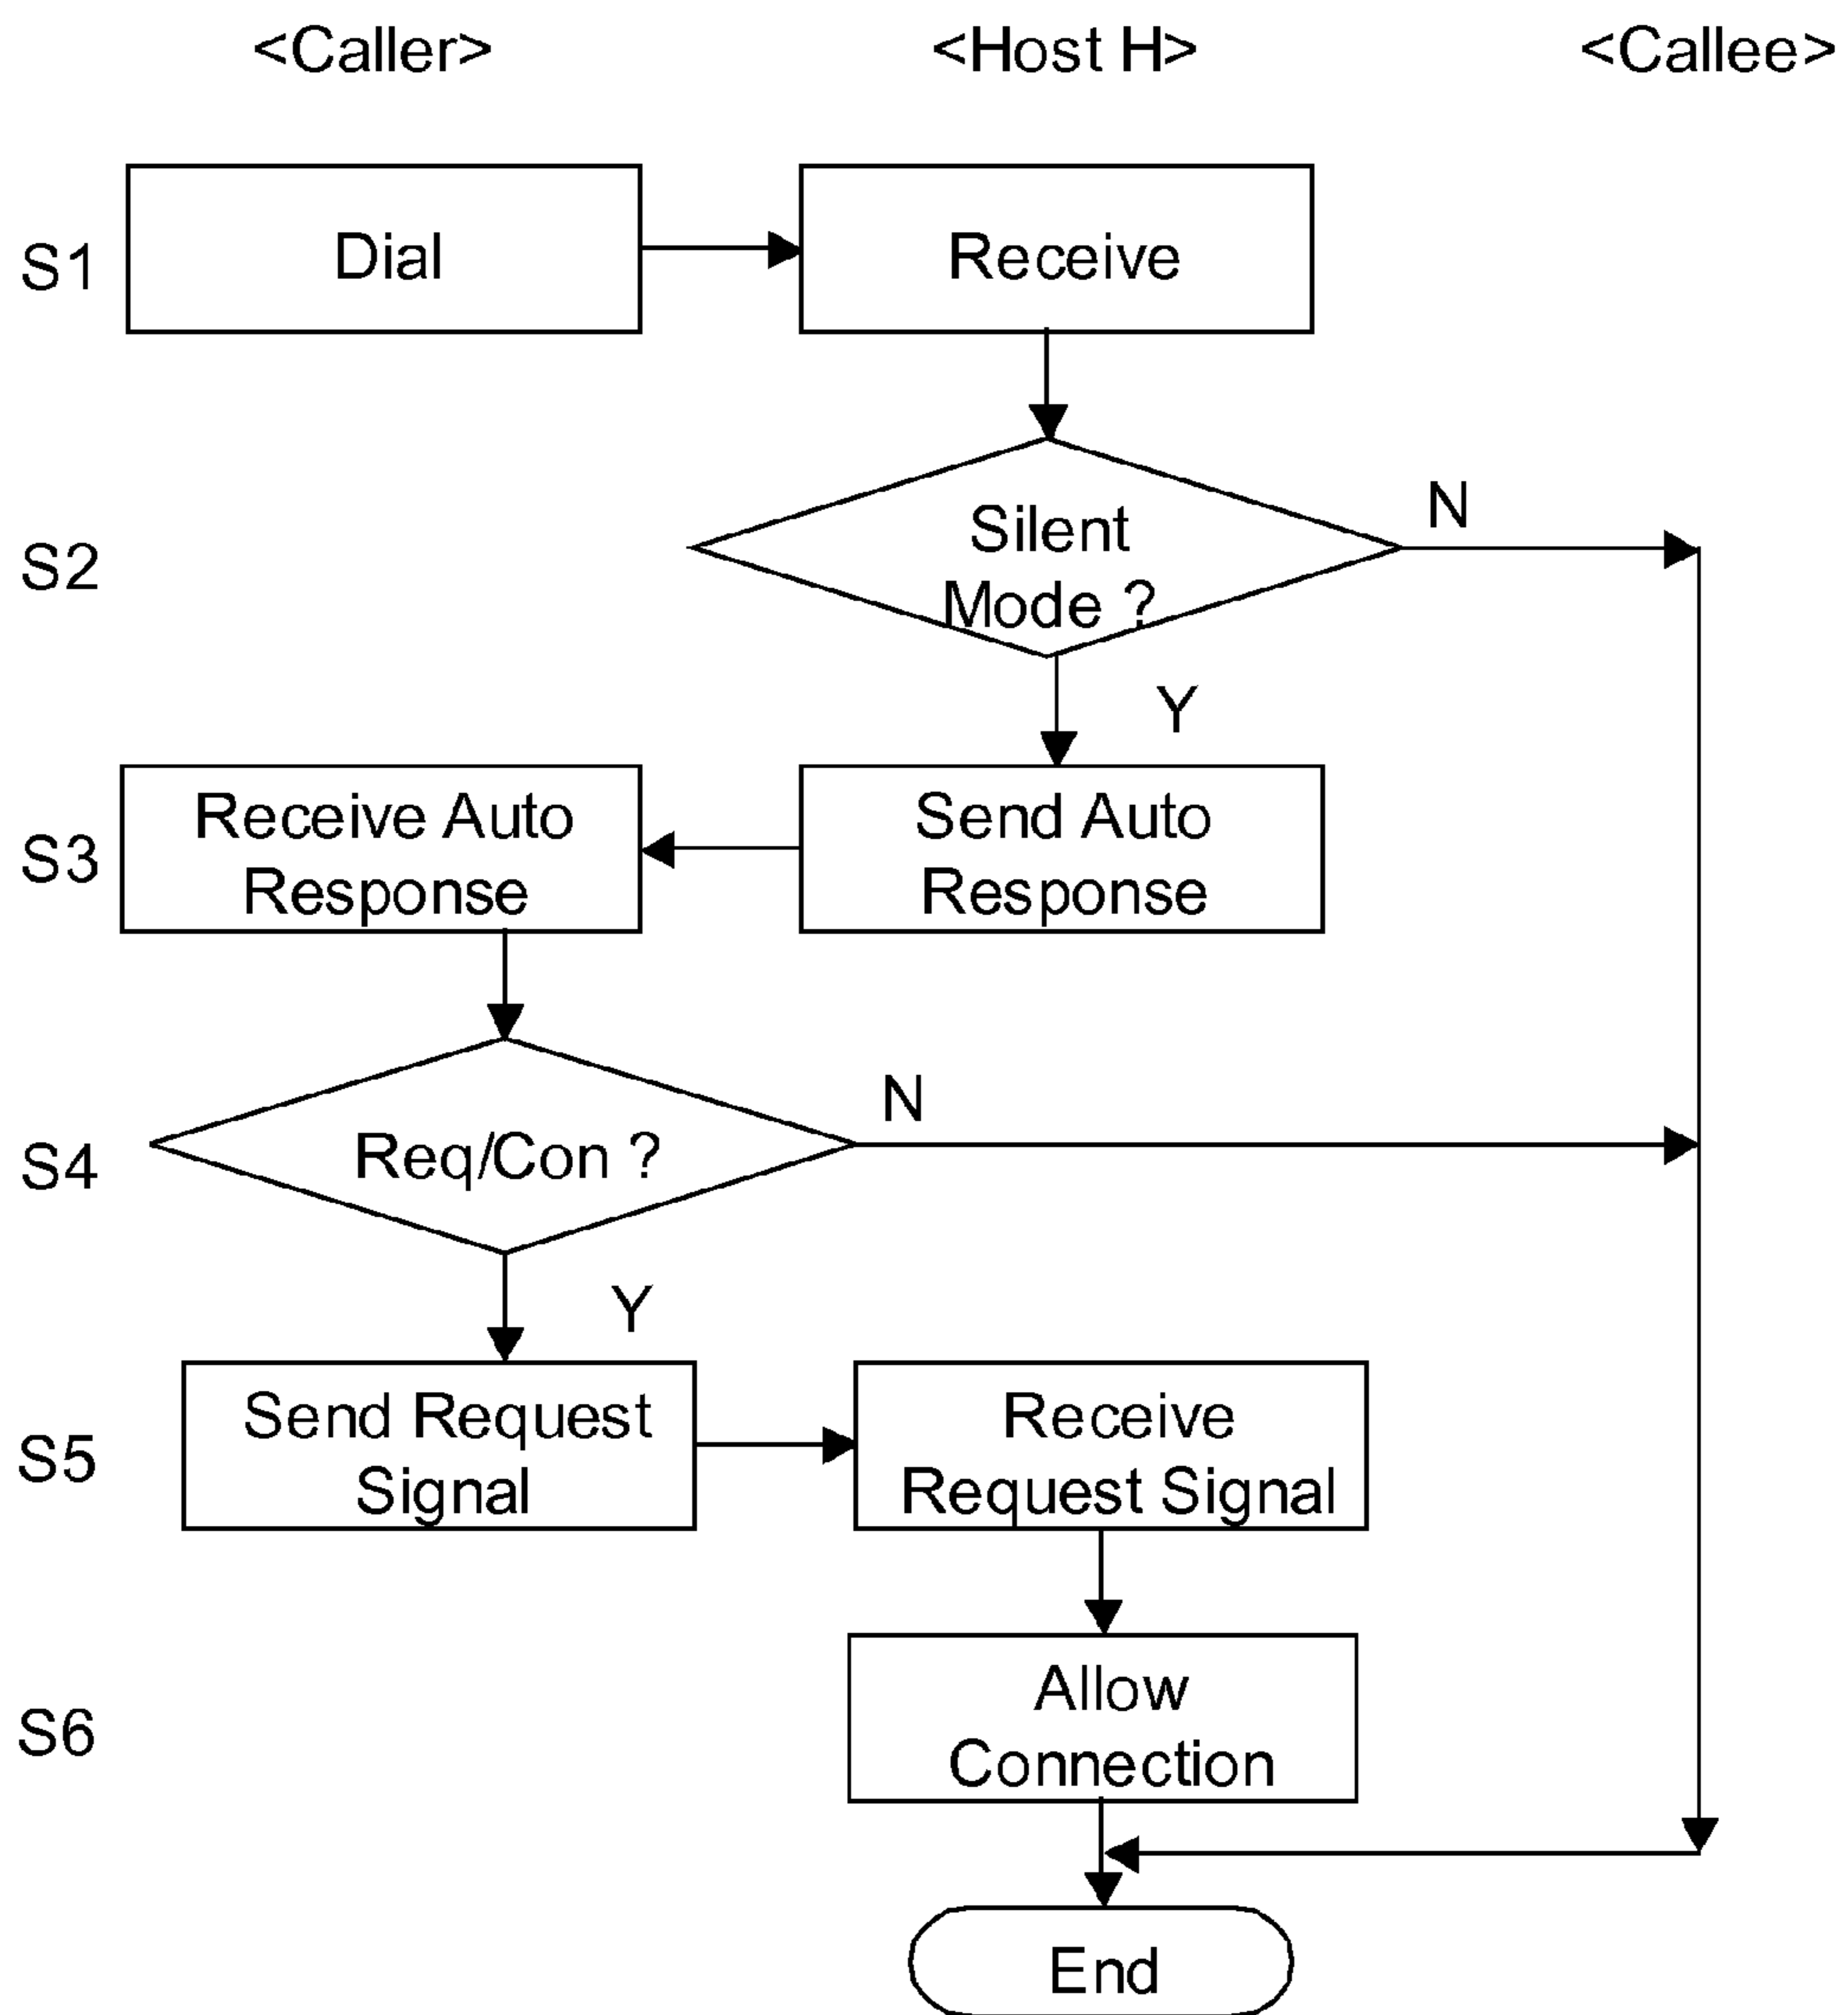 <Caller>
<Host H>
<Callee>
S1
Dial
Receive
S2
Silent
Mode ?
N
Y
S3
Receive Auto
Response
Send Auto
Response
S4
Req/Con ?
N
Y
S5
Send Request
Signal
Receive
Request Signal
S6
Allow
Connection
End